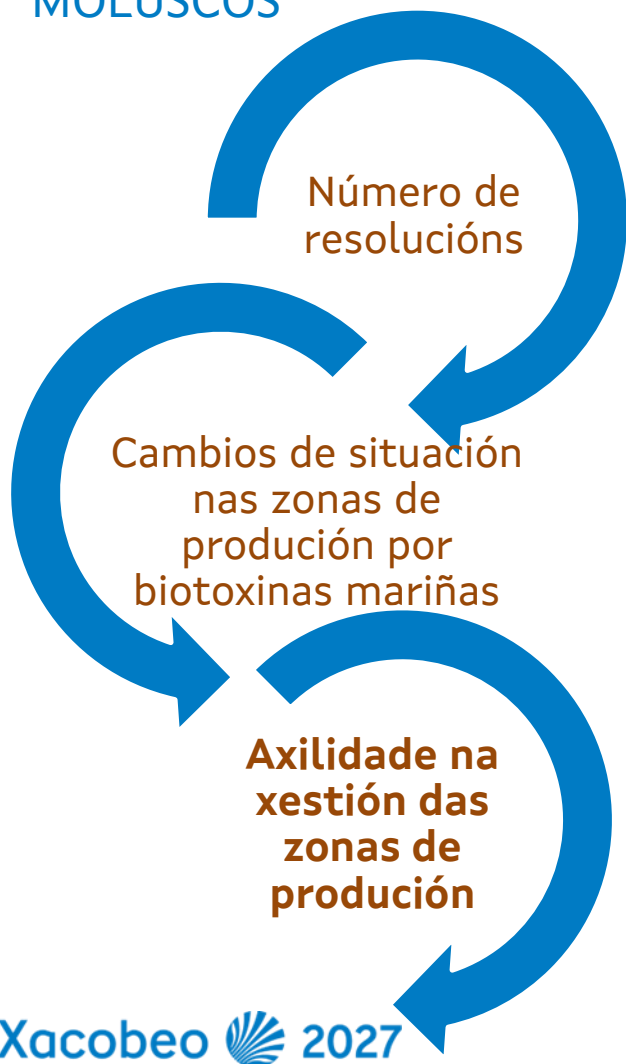 MOLUSCOS
Número de
resolucións
Cambios de situación
nas zonas de
produción por
biotoxinas mariñas
Axilidade na
xestión das
zonas de
produción
Xacobeo 2027